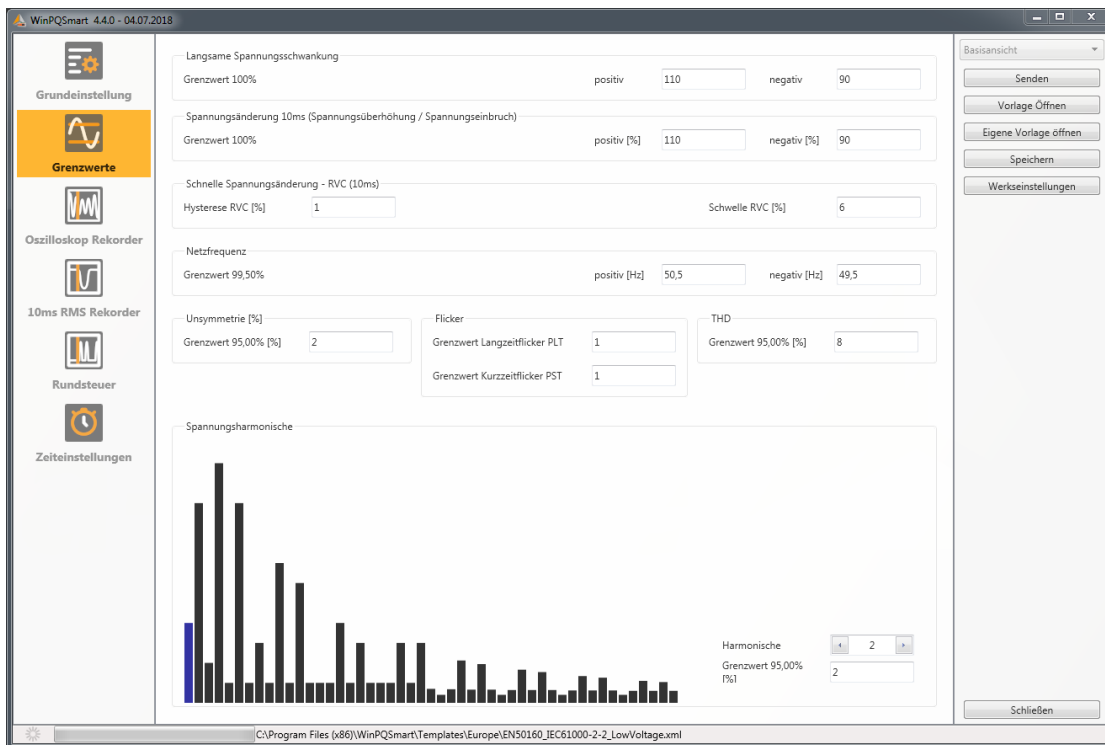 WinPQSmart 4.4.0 - 04.07.2018
Grundeinstellung
Grenzwerte
Oszilloskop Rekorder
10ms RMS Rekorder
Rundsteuer
Zeiteinstellungen
Langsame Spannungsschwankung
Grenzwert 100% positiv 110 negativ 90
Spannungsänderung 10ms (Spannungsüberhöhung / Spannungseinbruch)
Grenzwert 100% positiv [%] 110 negativ [%] 90
Schnelle Spannungsänderung - RVC (10ms)
Hysterese RVC [%] 1 Schwelle RVC [%] 6
Netzfrequenz
Grenzwert 99,50% positiv [Hz] 50,5 negativ [Hz] 49,5
Unsymmetrie [%]
Grenzwert 95,00% [%] 2
Flicker
Grenzwert Langzeitflicker PLT 1
Grenzwert Kurzzeitflicker PST 1
THD
Grenzwert 95,00% [%] 8
Spannungsharmonische
Harmonische 2
Grenzwert 95,00% [%] 2
Basisansicht
Senden
Vorlage Öffnen
Eigene Vorlage öffnen
Speichern
Werkseinstellungen
Schließen
C:\Program Files (x86)\WinPQSmart\Templates\Europe\EN50160_IEC61000-2-2_LowVoltage.xml